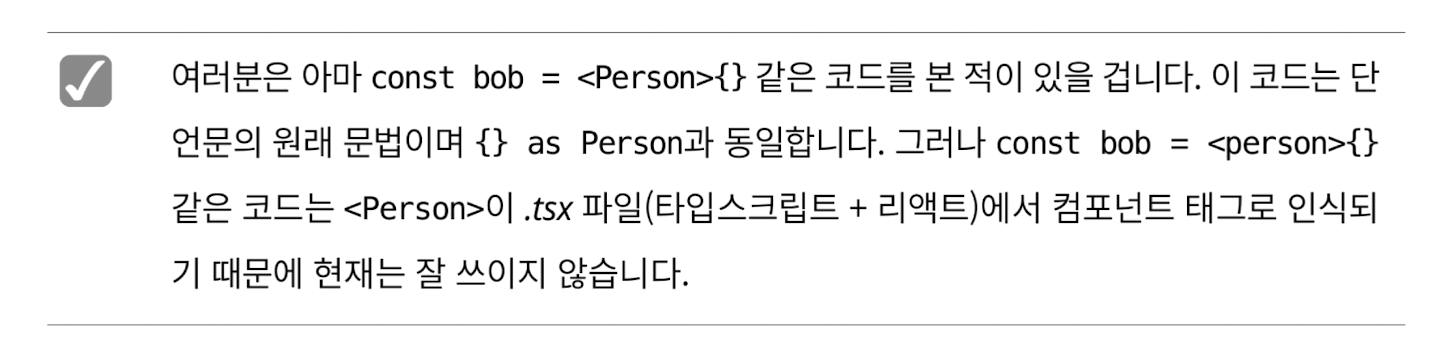 여러분은 아마 const bob = <Person>{} 같은 코드를 본 적이 있을 겁니다. 이 코드는 단
언문의 원래 문법이며 {} as Person과 동일합니다. 그러나 const bob = <person>{}
같은 코드는 <Person>이 .tsx 파일(타입스크립트 + 리액트)에서 컴포넌트 태그로 인식되
기 때문에 현재는 잘 쓰이지 않습니다.